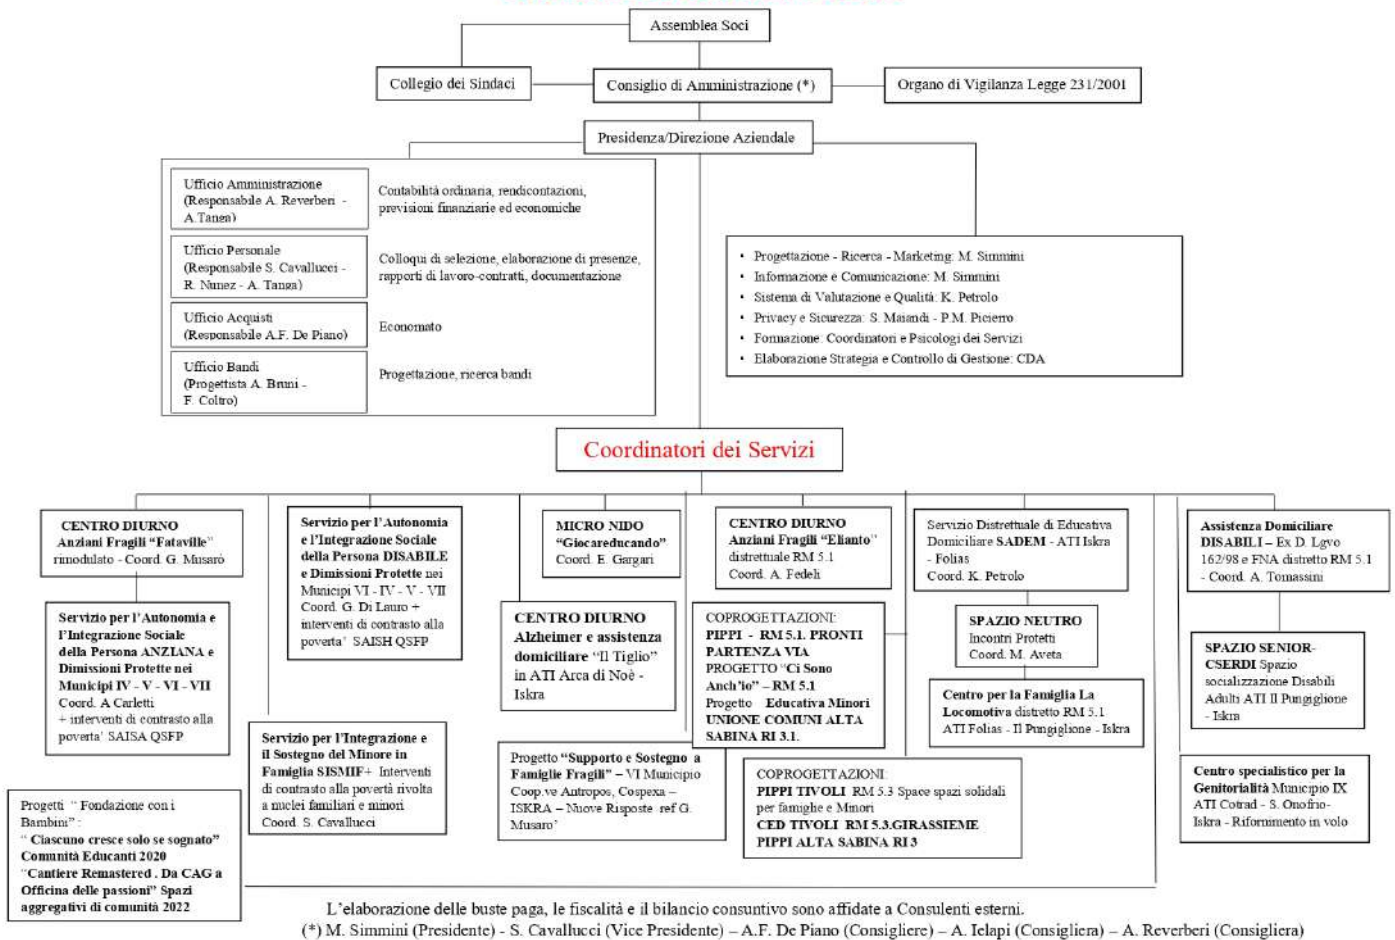 Assemblea Soci
Collegio dei Sindaci
Consiglio di Amministrazione (*)
Organo di Vigilanza Legge 231/2001
Presidenza/Direzione Aziendale
Ufficio Amministrazione
(Responsabile A. Reverberi -
A.Tanga)
Contabilità ordinaria, rendicontazioni,
previsioni finanziarie ed economiche
Ufficio Personale
(Responsabile S. Cavallucci -
R. Nunez - A. Tanga)
Colloqui di selezione, elaborazione di presenze,
rapporti di lavoro-contratti, documentazione
Ufficio Acquisti
(Responsabile A.F. De Piano)
Economato
Ufficio Bandi
(Progettista A. Bruni -
F. Coltro)
Progettazione, ricerca bandi
• Progettazione - Ricerca - Marketing: M. Simmini
• Informazione e Comunicazione: M. Simmini
• Sistema di Valutazione e Qualità: K. Petrolo
• Privacy e Sicurezza: S. Maiandi - P.M. Picierro
• Formazione: Coordinatori e Psicologi dei Servizi
• Elaborazione Strategia e Controllo di Gestione: CDA
Coordinatori dei Servizi
CENTRO DIURNO
Anziani Fragili “Fataville”
rimodulato - Coord. G. Musarò
Servizio per l’Autonomia e
l’Integrazione Sociale
della Persona ANZIANA e
Dimissioni Protette nei
Municipi IV - V - VI - VII
Coord. A Carletti
+ interventi di contrasto alla
poverta’ SAISA QSFP
Progetti “ Fondazione con i
Bambini” :
“ Ciascuno cresce solo se sognato”
Comunità Educanti 2020
“Cantiere Remastered . Da CAG a
Officina delle passioni” Spazi
aggregativi di comunità 2022
Servizio per l’Autonomia
e l’Integrazione Sociale
della Persona DISABILE
e Dimissioni Protette nei
Municipi VI - IV - V - VII
Coord. G. Di Lauro +
interventi di contrasto alla
poverta’ SAISH QSFP
Servizio per l’Integrazione e
il Sostegno del Minore in
Famiglia SISMIF+ Interventi
di contrasto alla povertà rivolta
a nuclei familiari e minori
Coord. S. Cavallucci
MICRO NIDO
“Giocareducando”
Coord. E. Gargari
CENTRO DIURNO
Alzheimer e assistenza
domiciliare “Il Tiglio”
in ATI Arca di Noè -
Iskra
Progetto “Supporto e Sostegno a
Famiglie Fragili” – VI Municipio
Coop.ve Antropos, Cospexa –
ISKRA – Nuove Risposte ref G.
Musaro’
CENTRO DIURNO
Anziani Fragili “Elianto”
distrettuale RM 5.1
Coord. A. Fedeli
COPROGETTAZIONI:
PIPPI - RM 5.1. PRONTI
PARTENZA VIA
PROGETTO “Ci Sono
Anch’io” – RM 5.1
Progetto Educativa Minori
UNIONE COMUNI ALTA
SABINA RI 3.1.
COPROGETTAZIONI:
PIPPI TIVOLI RM 5.3 Space spazi solidali
per famiglie e Minori
CED TIVOLI RM 5.3.GIRASSIEME
PIPPI ALTA SABINA RI 3
Servizio Distrettuale di Educativa
Domiciliare SADEM - ATI Iskra
- Folias
Coord. K. Petrolo
SPAZIO NEUTRO
Incontri Protetti
Coord. M. Aveta
Centro per la Famiglia La
Locomotiva distretto RM 5.1
ATI Folias - Il Pungiglione - Iskra
Assistenza Domiciliare
DISABILI – Ex D. Lgvo
162/98 e FNA distretto RM 5.1
- Coord. A. Tomassini
SPAZIO SENIOR-
CSERDI Spazio
socializzazione Disabili
Adulti ATI Il Pungiglione
- Iskra
Centro specialistico per la
Genitorialità Municipio IX
ATI Cotrad - S. Onofrio-
Iskra - Rifornimento in volo
L’elaborazione delle buste paga, le fiscalità e il bilancio consuntivo sono affidate a Consulenti esterni.
(*) M. Simmini (Presidente) - S. Cavallucci (Vice Presidente) – A.F. De Piano (Consigliere) – A. Ielapi (Consigliera) – A. Reverberi (Consigliera)